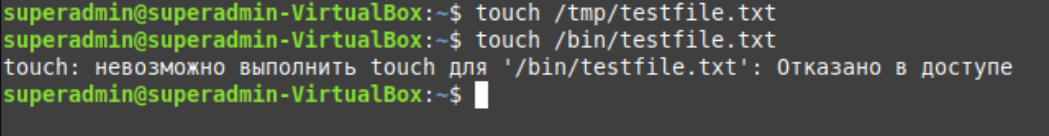 superadmin@superadmin-VirtualBox:~$ touch /tmp/testfile.txt
superadmin@superadmin-VirtualBox:~$ touch /bin/testfile.txt
touch: невозможно выполнить touch для '/bin/testfile.txt': Отказано в доступе
superadmin@superadmin-VirtualBox:~$